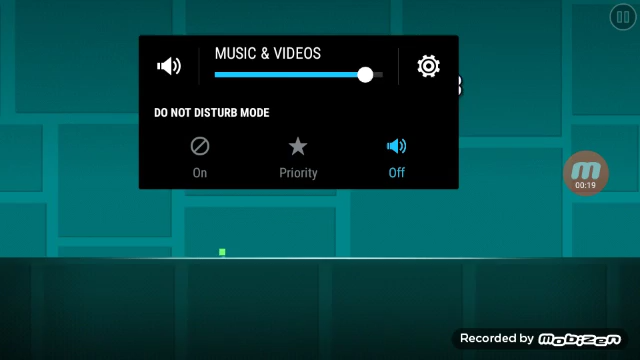 MUSIC & VIDEOS
DO NOT DISTURB MODE
On
Priority
Off
00:19
Recorded by MOBIZEN